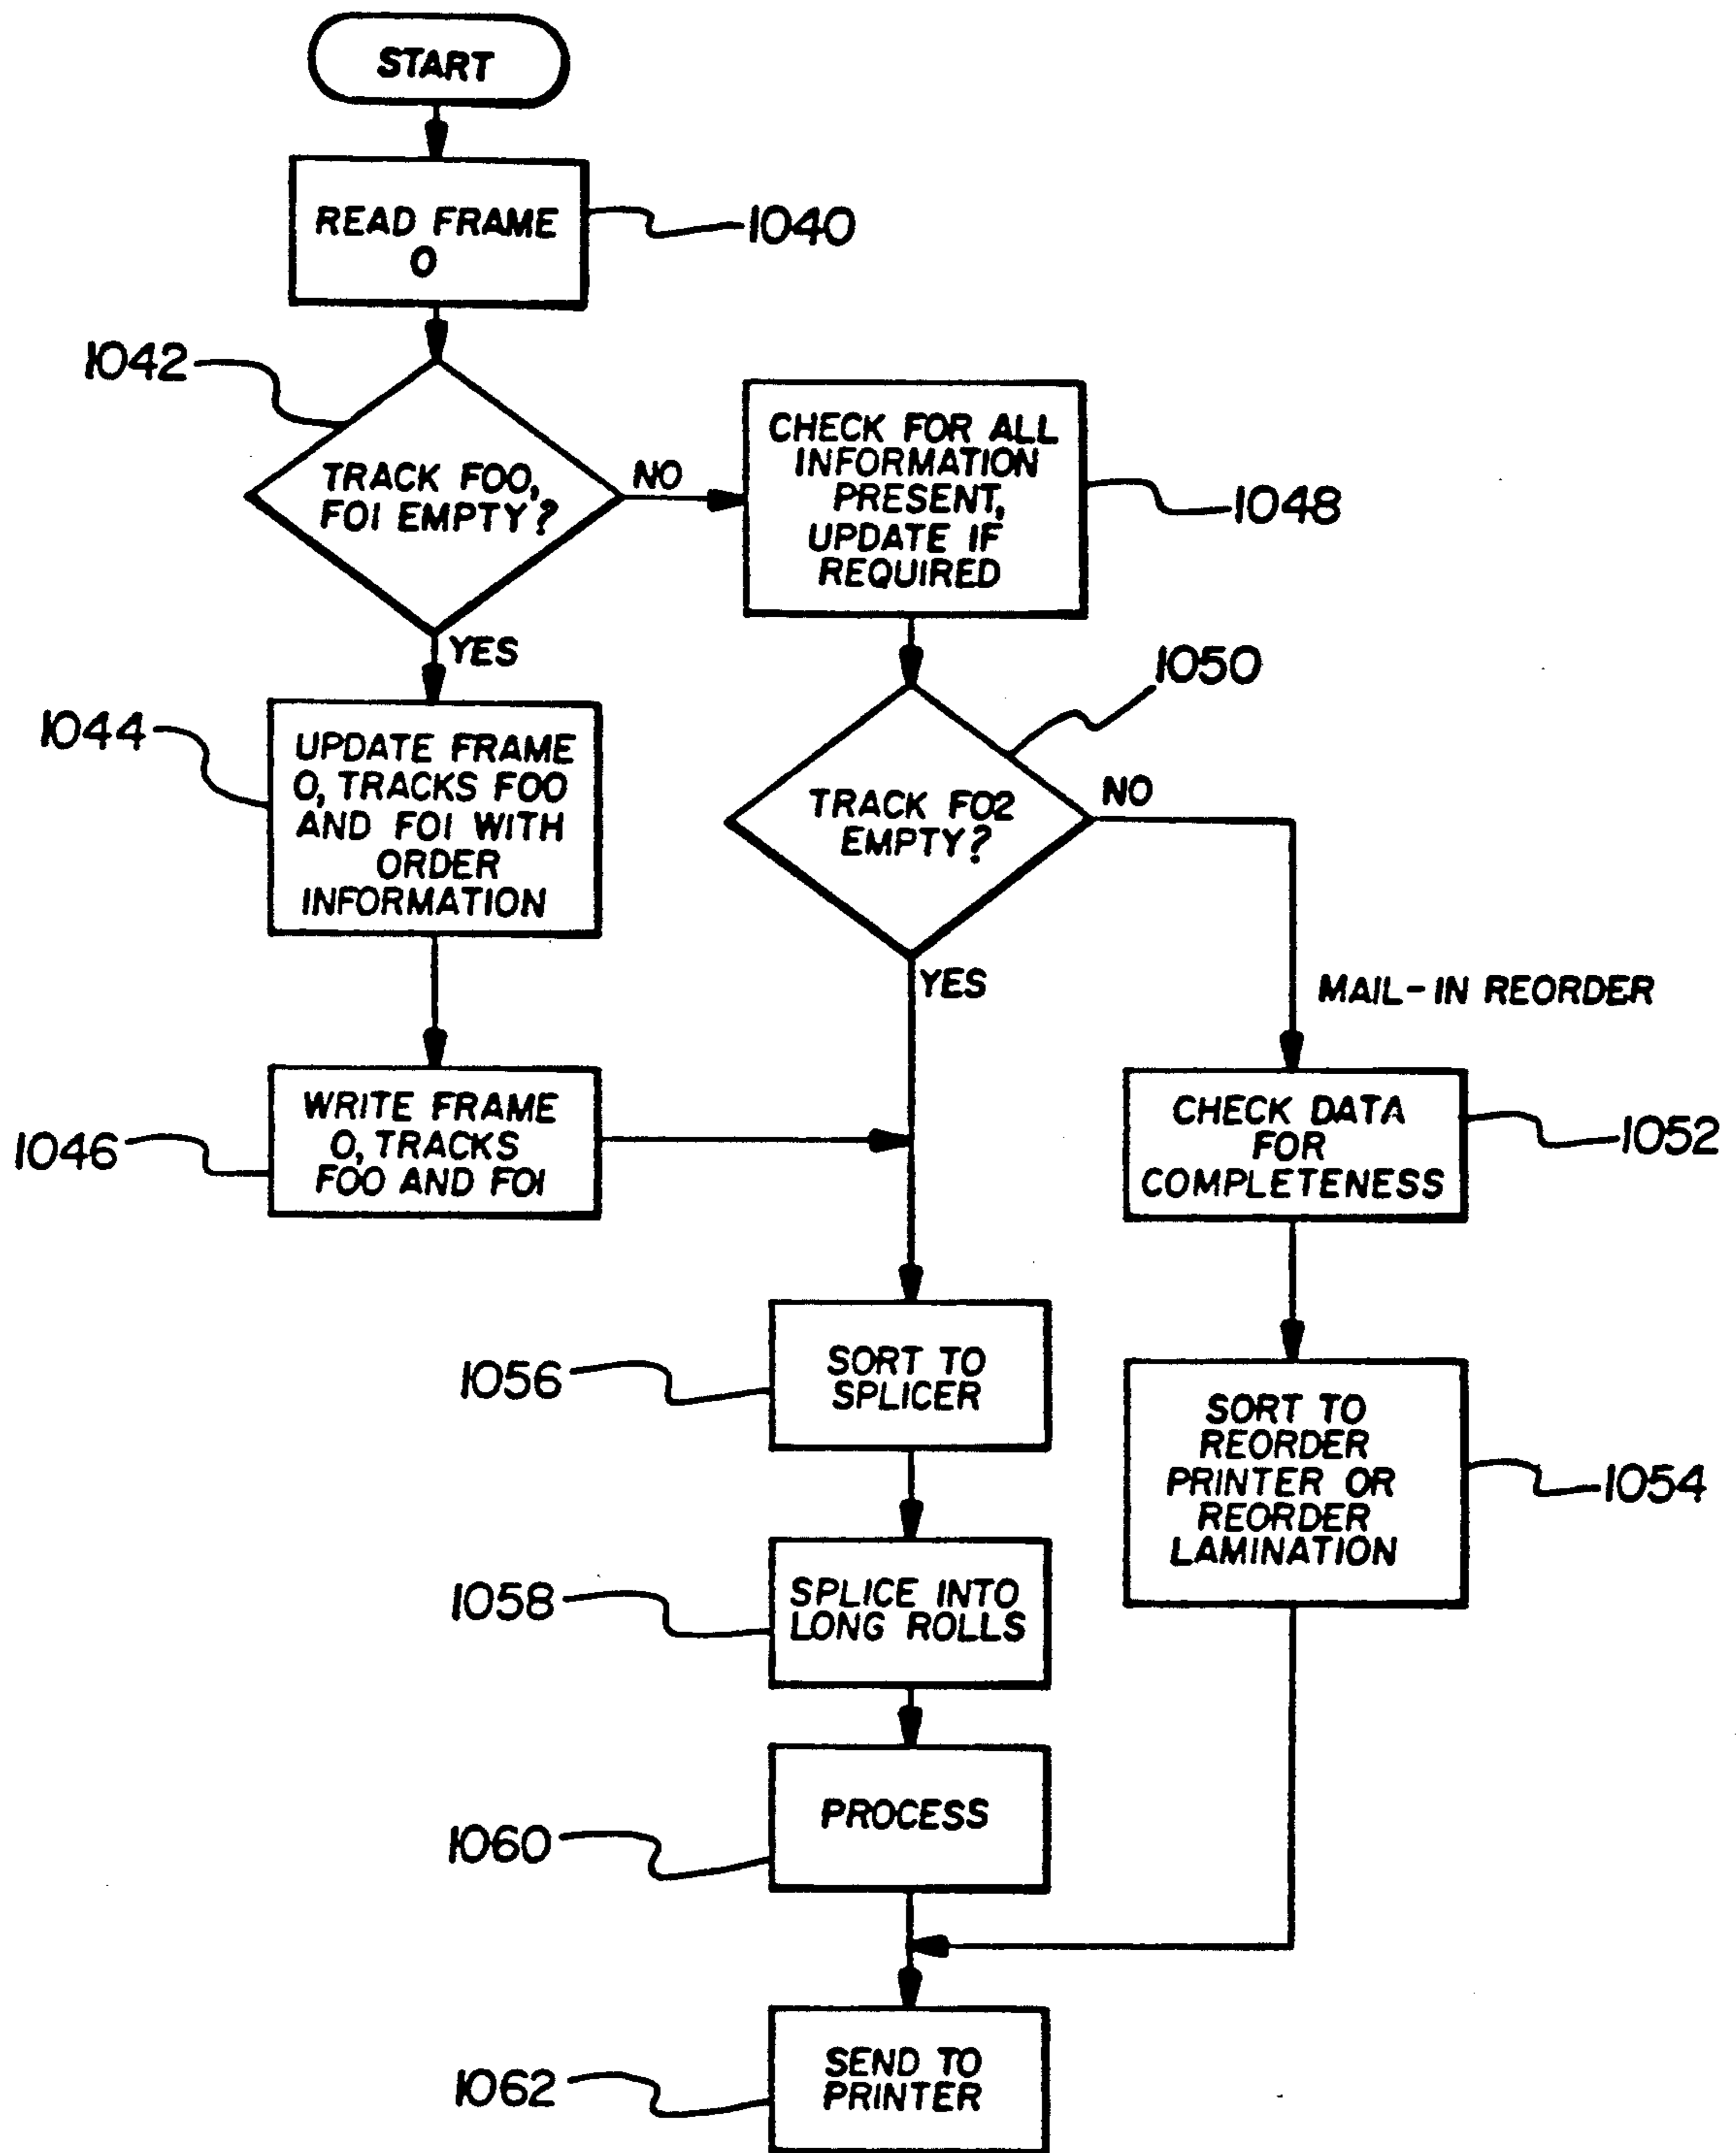 START
READ FRAME
0
1040
1042
TRACK F00,
F01 EMPTY?
NO
YES
CHECK FOR ALL
INFORMATION
PRESENT,
UPDATE IF
REQUIRED
1048
1044
UPDATE FRAME
0, TRACKS F00
AND F01 WITH
ORDER
INFORMATION
1050
TRACK F02
EMPTY?
NO
YES
MAIL-IN REORDER
1046
WRITE FRAME
0, TRACKS
F00 AND F01
CHECK DATA
FOR
COMPLETENESS
1052
1056
SORT TO
SPLICER
SORT TO
REORDER
PRINTER OR
REORDER
LAMINATION
1054
1058
SPLICE INTO
LONG ROLLS
1060
PROCESS
1062
SEND TO
PRINTER